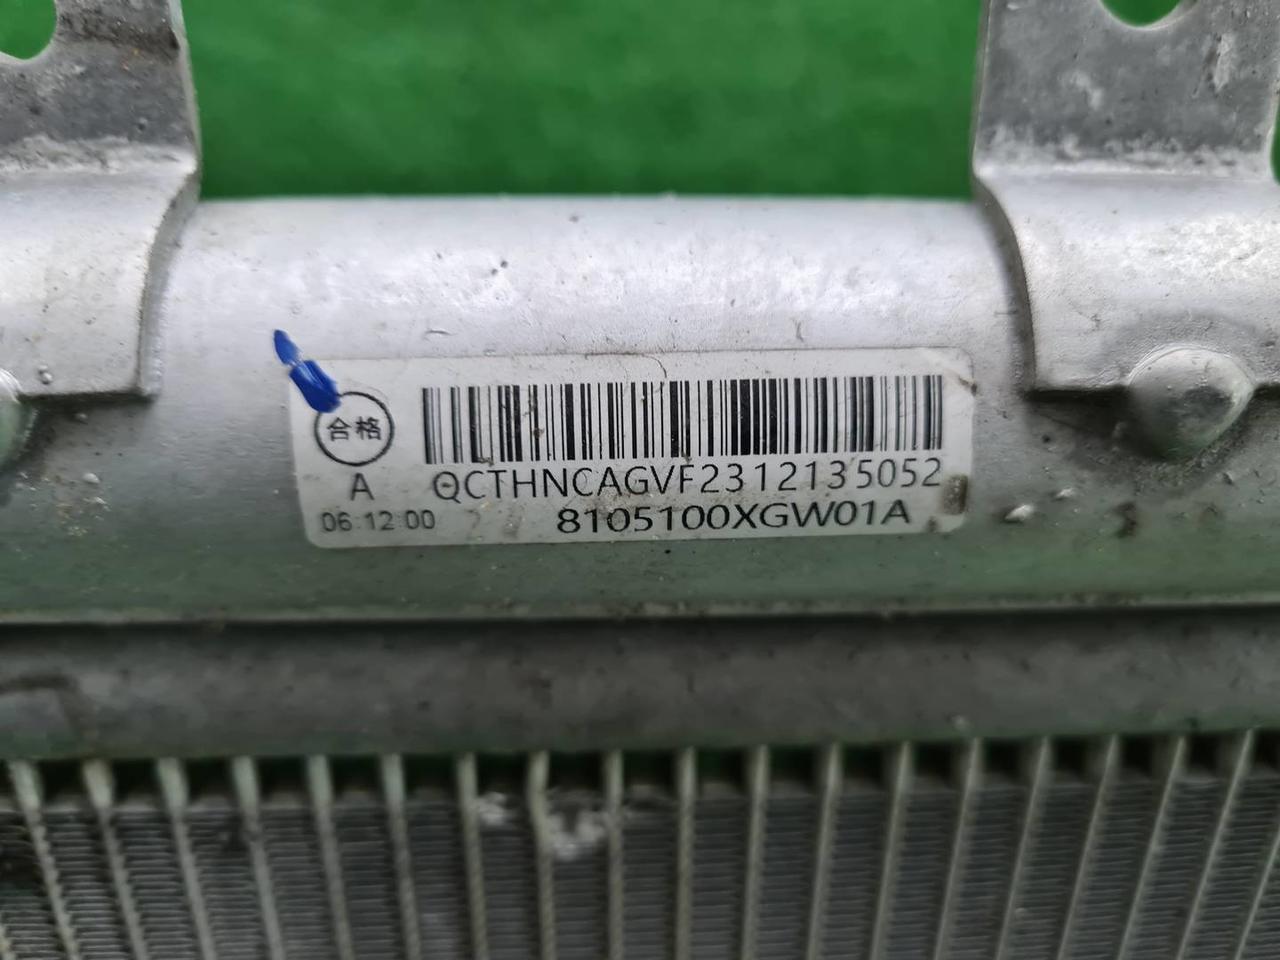 合格
A QCTHNCAGVF2312135052
06:12:00 8105100XGW01A